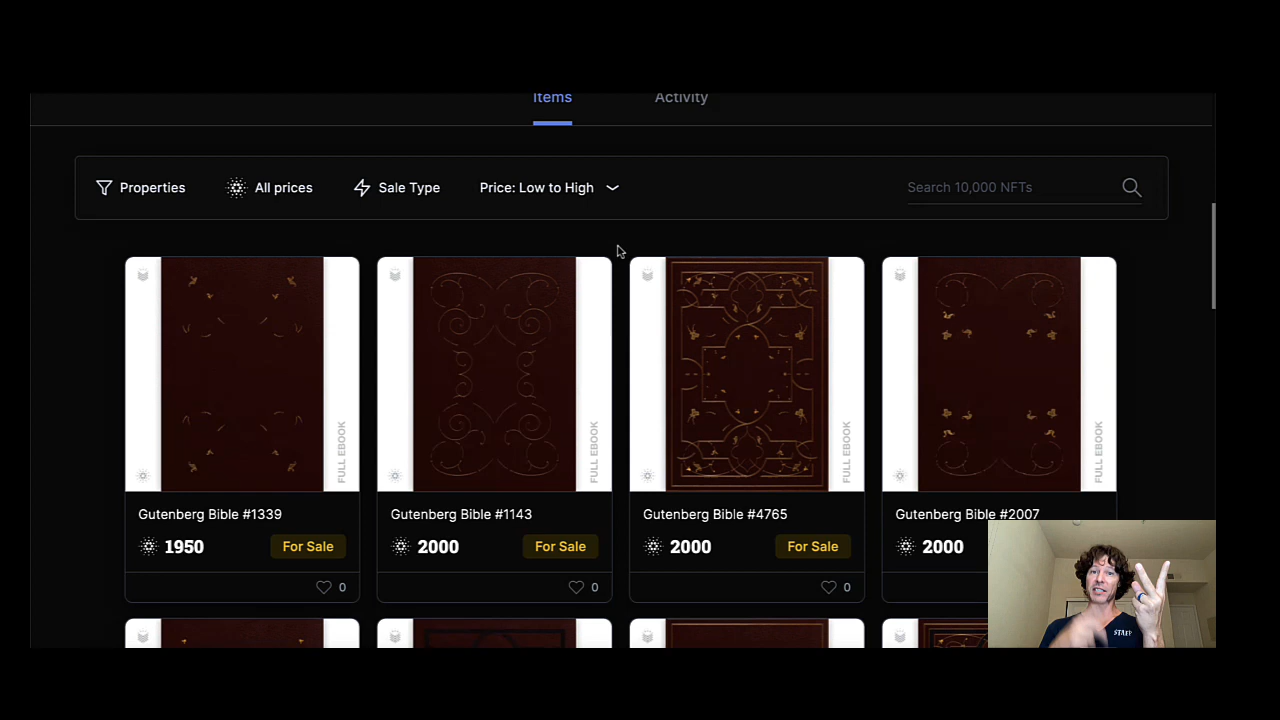 Items Activity
Properties All prices Sale Type Price: Low to High Search 10,000 NFTs
FULL EBOOK FULL EBOOK FULL EBOOK FULL EBOOK
Gutenberg Bible #1339 Gutenberg Bible #1143 Gutenberg Bible #4765 Gutenberg Bible #2007
1950 For Sale 2000 For Sale 2000 For Sale 2000
0 0 0
STAFF